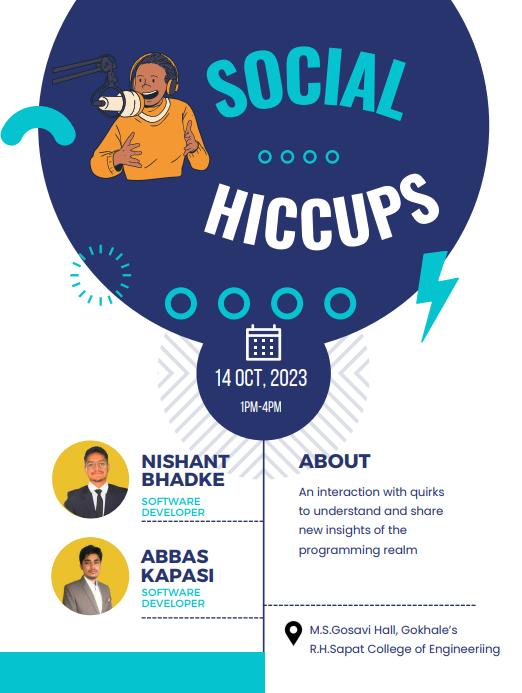 SOCIAL
HICCUPS
14 OCT, 2023
1PM-4PM
NISHANT
BHADKE
SOFTWARE
DEVELOPER
ABBAS
KAPASI
SOFTWARE
DEVELOPER
ABOUT
An interaction with quirks
to understand and share
new insights of the
programming realm
M.S.Gosavi Hall, Gokhale's
R.H.Sapat College of Engineeriing